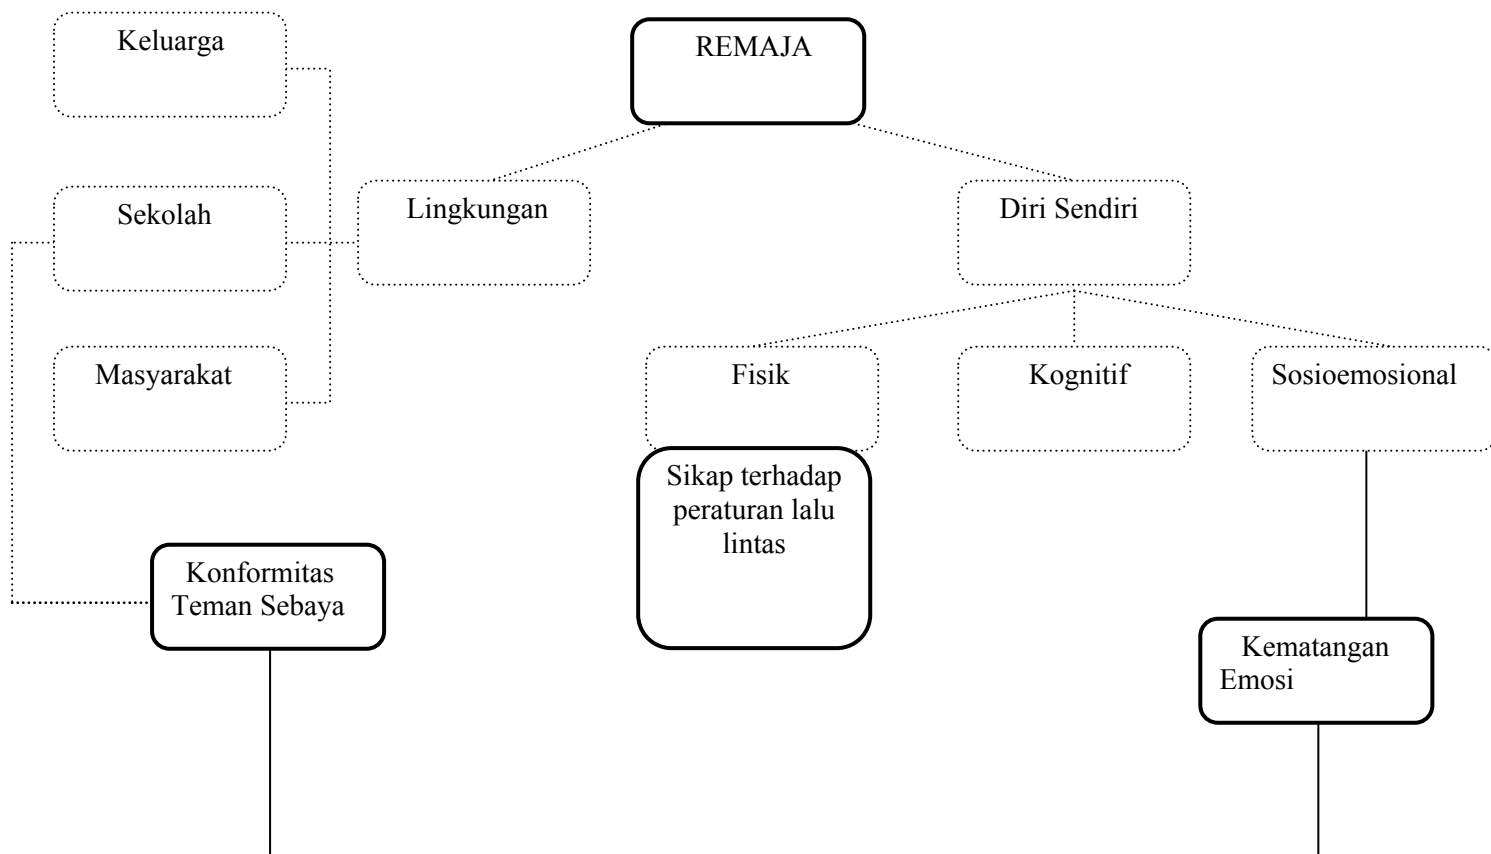 Keluarga
REMAJA
Sekolah
Lingkungan
Diri Sendiri
Masyarakat
Fisik
Kognitif
Sosioemosional
Sikap terhadap
peraturan lalu
lintas
Konformitas
Teman Sebaya
Kematangan
Emosi